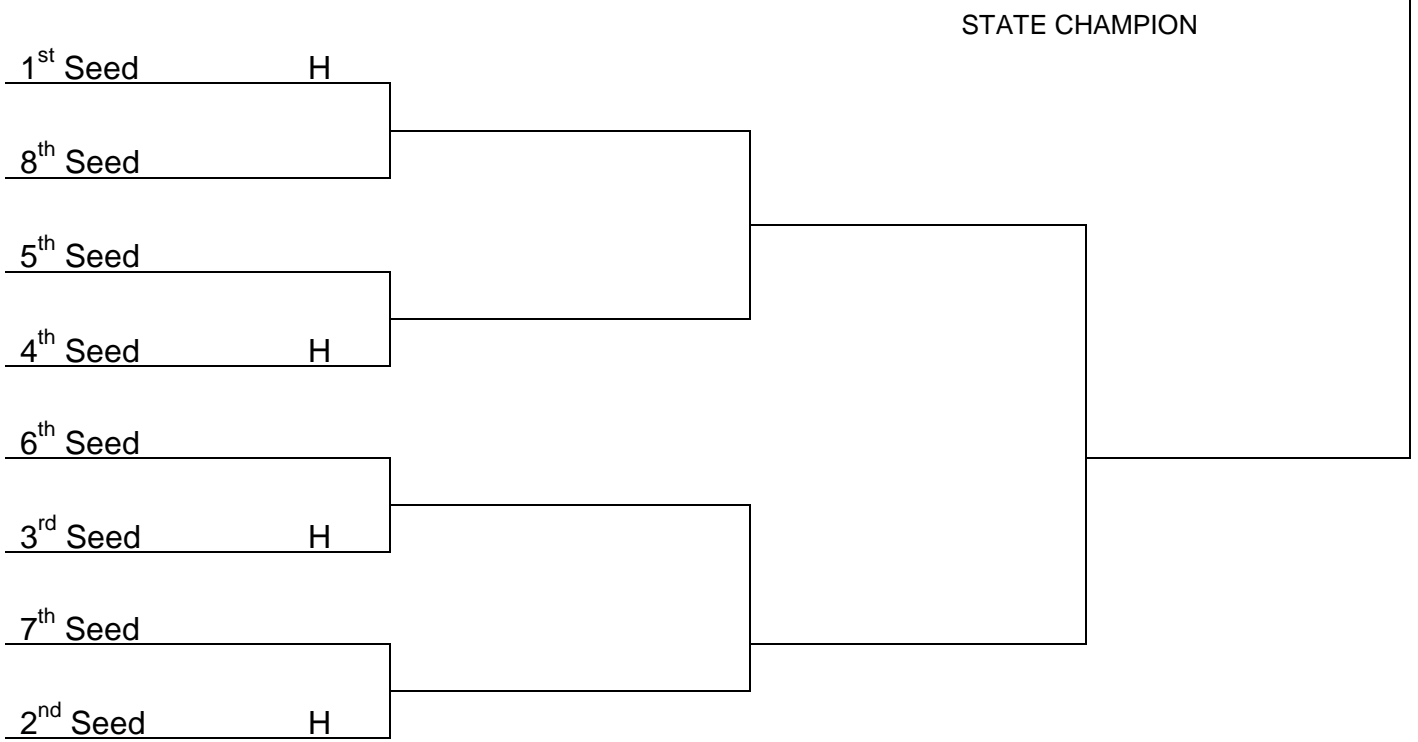 STATE CHAMPION
1st Seed H
8th Seed
5th Seed
4th Seed H
6th Seed
3rd Seed H
7th Seed
2nd Seed H